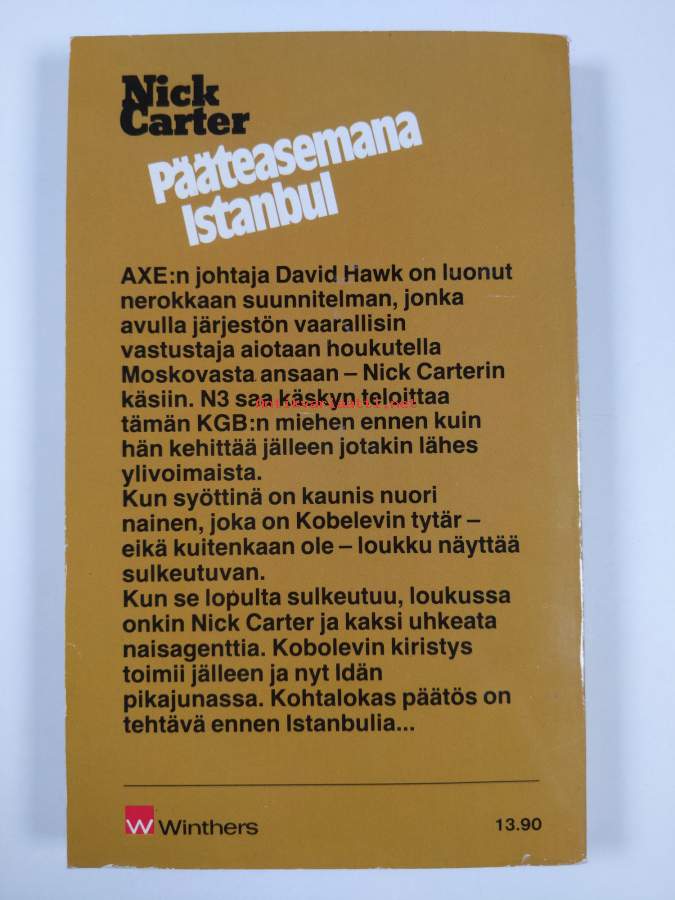 Nick
Carter
Pääteasemana
Istanbul
AXE:n johtaja David Hawk on luonut
nerokkaan suunnitelman, jonka
avulla järjestön vaarallisin
vastustaja aiotaan houkutella
Moskovasta ansaan – Nick Carterin
käsiin. N3 saa käskyn teloittaa
tämän KGB:n miehen ennen kuin
hän kehittää jälleen jotakin lähes
ylivoimaista.
Kun syöttinä on kaunis nuori
nainen, joka on Kobelevin tytär –
eikä kuitenkaan ole – loukku näyttää
sulkeutuvan.
Kun se lopulta sulkeutuu, loukussa
onkin Nick Carter ja kaksi uhkeata
naisagenttia. Kobolevin kiristys
toimii jälleen ja nyt Idän
pikajunassa. Kohtalokas päätös on
tehtävä ennen Istanbulia...
W Winthers
13.90